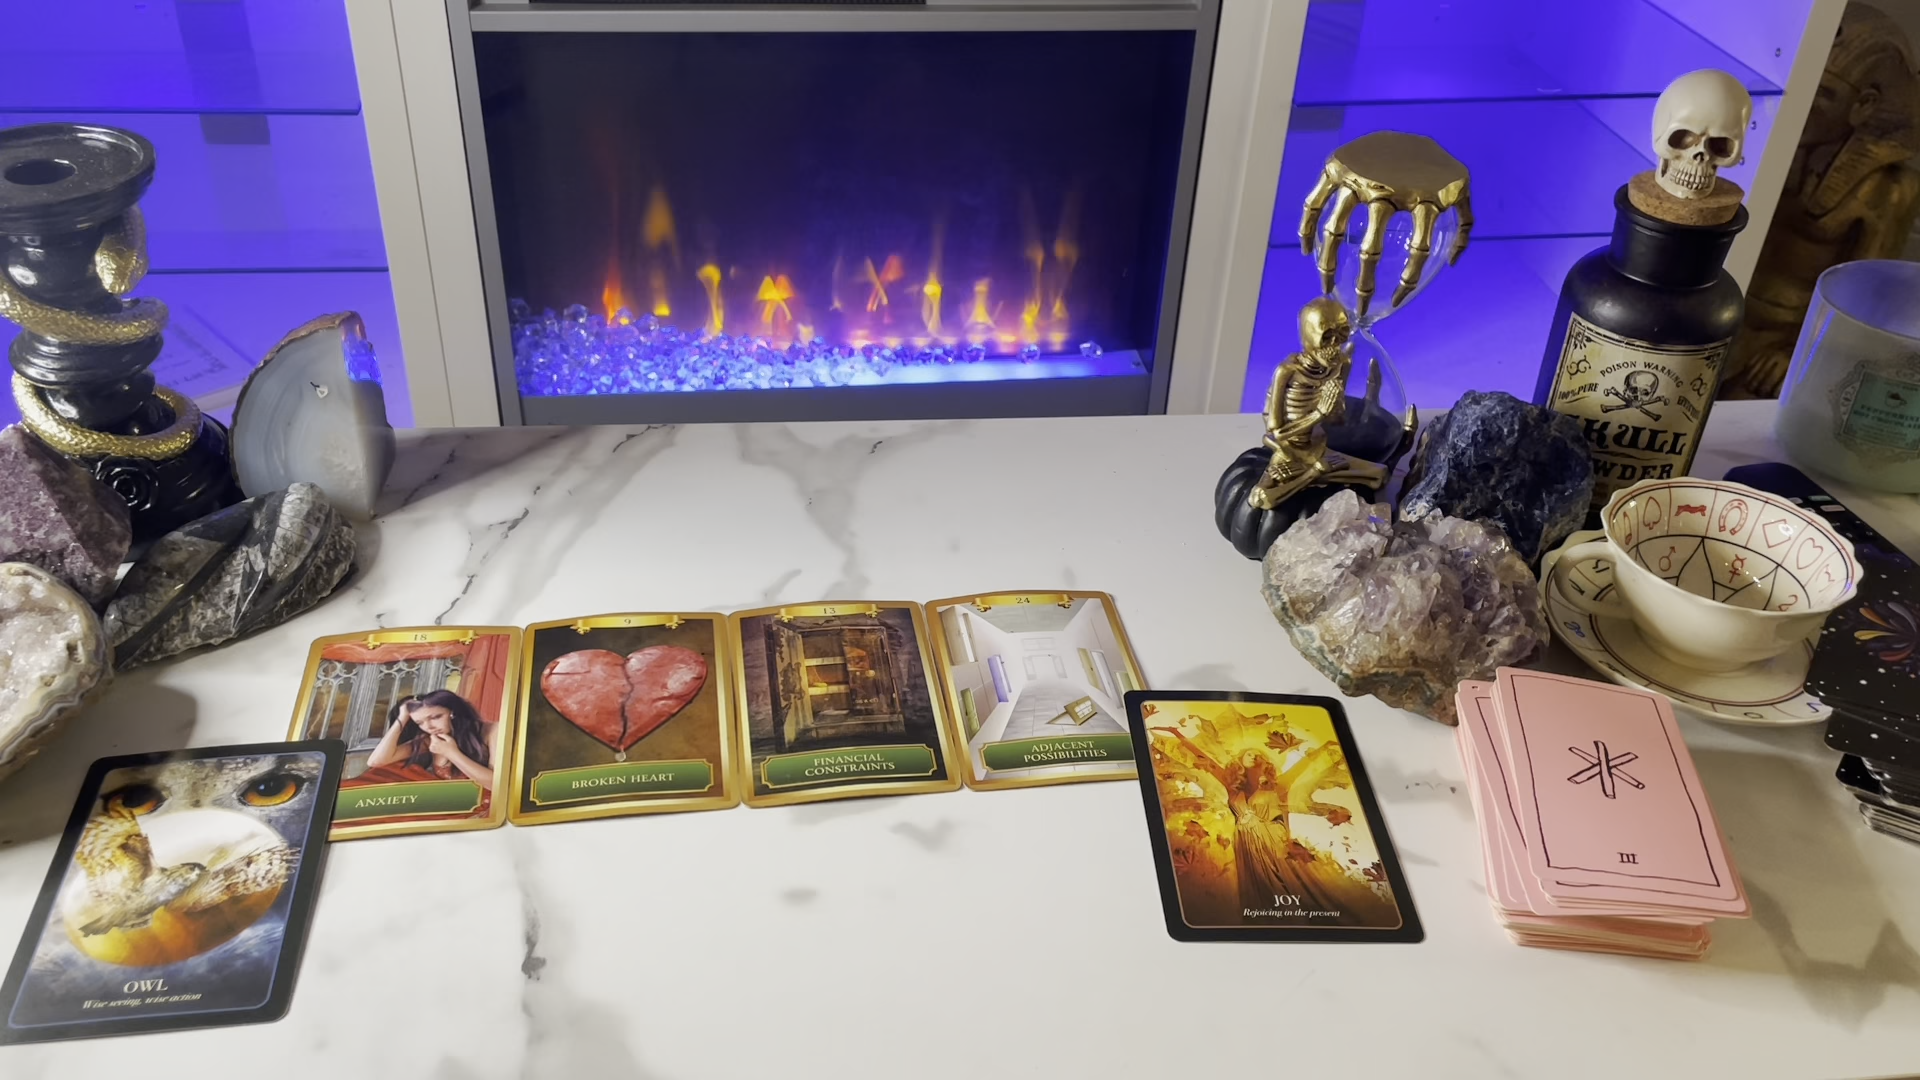 POISON WARNING
100% PURE
SKULL
POWDER
18
ANXIETY
9
BROKEN HEART
13
FINANCIAL
CONSTRAINTS
24
ADJACENT
POSSIBILITIES
OWL
Wise seeing, wise action
JOY
Rejoicing in the present
III